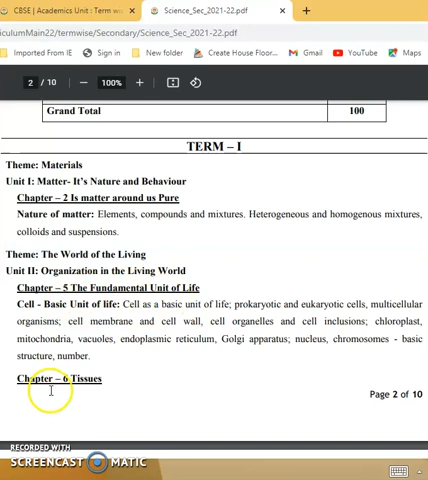 CBSE | Academics Unit : Term w
Science_Sec_2021-22.pdf
iculumMain22/termwise/Secondary/Science_Sec_2021-22.pdf
Imported From IE Sign in New folder Create House Floor... Gmail YouTube Maps
2 / 10 100%
Grand Total 100
TERM – I
Theme: Materials
Unit I: Matter- It's Nature and Behaviour
Chapter – 2 Is matter around us Pure
Nature of matter: Elements, compounds and mixtures. Heterogeneous and homogenous mixtures,
colloids and suspensions.
Theme: The World of the Living
Unit II: Organization in the Living World
Chapter – 5 The Fundamental Unit of Life
Cell - Basic Unit of life: Cell as a basic unit of life; prokaryotic and eukaryotic cells, multicellular
organisms; cell membrane and cell wall, cell organelles and cell inclusions; chloroplast,
mitochondria, vacuoles, endoplasmic reticulum, Golgi apparatus; nucleus, chromosomes - basic
structure, number.
Chapter – 6 Tissues
Page 2 of 10
RECORDED WITH
SCREENCAST MATIC